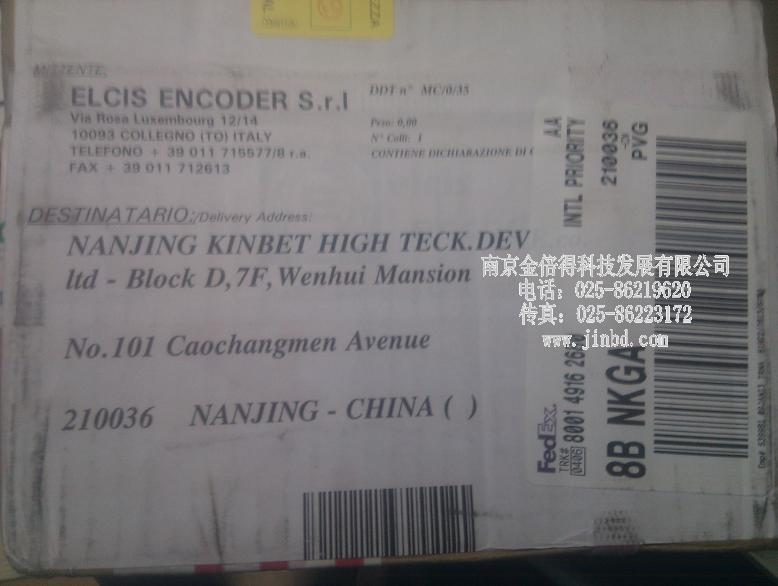 MITTENTE:
ELCIS ENCODER S.r.l
Via Rosa Luxembourg 12/14
10093 COLLEGNO (TO) ITALY
TELEFONO + 39 011 715577/8 r.a.
FAX + 39 011 712613
DDT n° MC/0/35
Peso: 0,00
N° Colli: 1
CONTIENE DICHIARAZIONE DI
DESTINATARIO:/Delivery Address:
NANJING KINBET HIGH TECK.DEV
ltd - Block D,7F,Wenhui Mansion
No.101 Caochangmen Avenue
210036 NANJING - CHINA ( )
AA
INTL PRIORITY
210036
-CN
PVG
FedEx.
TRK#
0406
8001 4916 26
8B NKGA
南京金倍得科技发展有限公司
电话：025-86219620
传真：025-86223172
www.jinbd.com